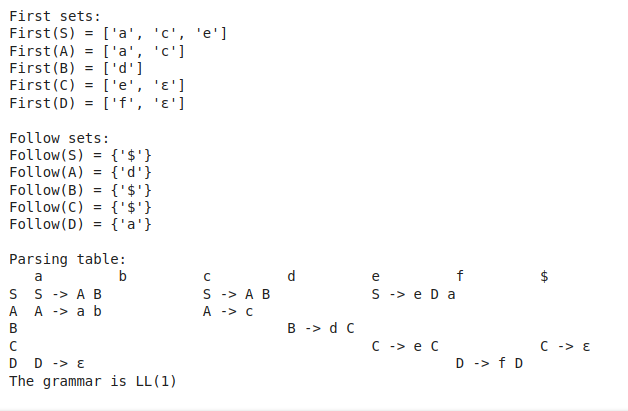 First sets:
First(S) = ['a', 'c', 'e']
First(A) = ['a', 'c']
First(B) = ['d']
First(C) = ['e', 'ε']
First(D) = ['f', 'ε']

Follow sets:
Follow(S) = {'$'}
Follow(A) = {'d'}
Follow(B) = {'$'}
Follow(C) = {'$'}
Follow(D) = {'a'}

Parsing table:
   a         b         c         d         e         f         $
S  S -> A B            S -> A B            S -> e D a
A  A -> a b            A -> c
B                                B -> d C
C                                          C -> e C            C -> ε
D  D -> ε                                            D -> f D
The grammar is LL(1)